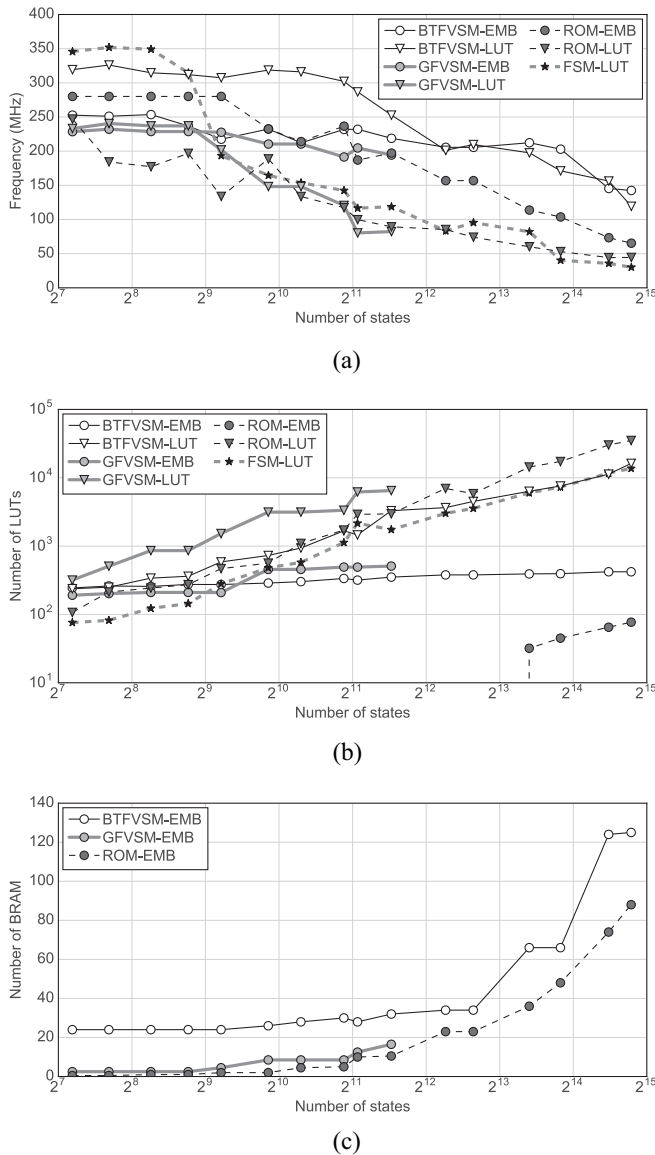 400
350
300
250
200
150
100
50
0
Frequency (MHz)
BTFVSM-EMB
BTFVSM-LUT
GFVSM-EMB
GFVSM-LUT
ROM-EMB
ROM-LUT
FSM-LUT
2^7 2^8 2^9 2^10 2^11 2^12 2^13 2^14 2^15
Number of states
(a)
10^5
10^4
10^3
10^2
10^1
Number of LUTs
BTFVSM-EMB
BTFVSM-LUT
GFVSM-EMB
GFVSM-LUT
ROM-EMB
ROM-LUT
FSM-LUT
2^7 2^8 2^9 2^10 2^11 2^12 2^13 2^14 2^15
Number of states
(b)
140
120
100
80
60
40
20
0
Number of BRAM
BTFVSM-EMB
GFVSM-EMB
ROM-EMB
2^7 2^8 2^9 2^10 2^11 2^12 2^13 2^14 2^15
Number of states
(c)